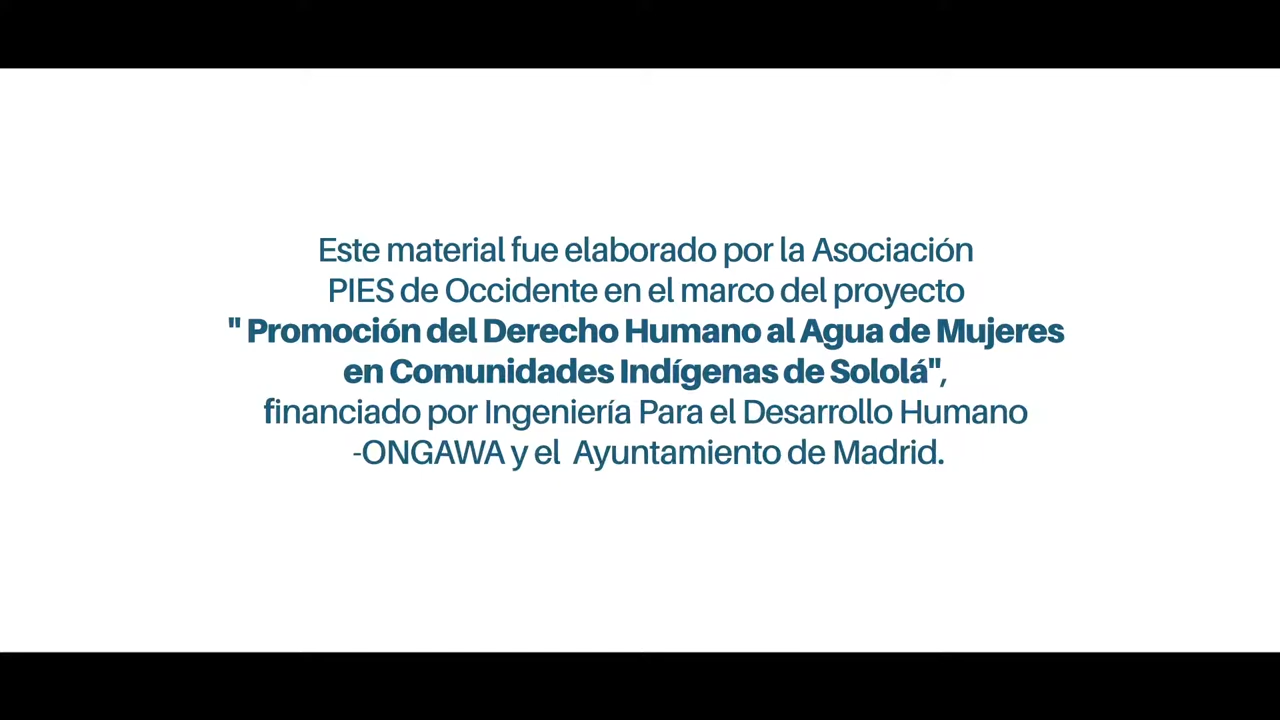 Este material fue elaborado por la Asociación
PIES de Occidente en el marco del proyecto
" Promoción del Derecho Humano al Agua de Mujeres
en Comunidades Indígenas de Sololá",
financiado por Ingeniería Para el Desarrollo Humano
-ONGAWA y el  Ayuntamiento de Madrid.